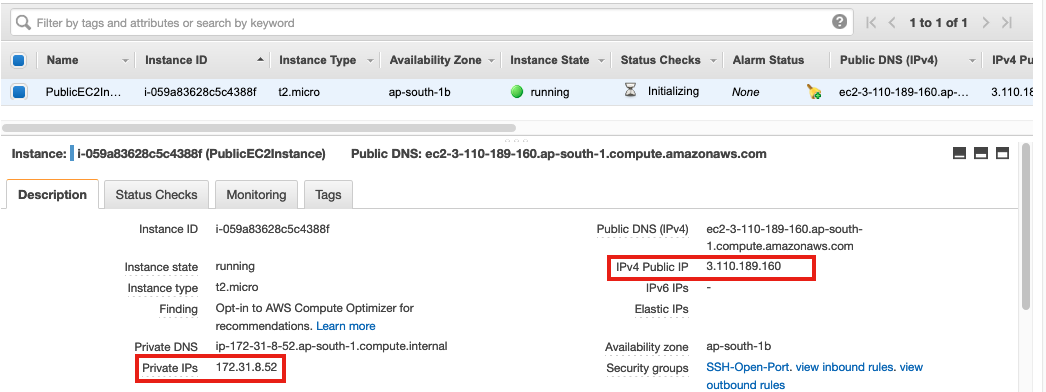 Filter by tags and attributes or search by keyword ? 1 to 1 of 1
Name Instance ID Instance Type Availability Zone Instance State Status Checks Alarm Status Public DNS (IPv4) IPv4 Pu
PublicEC2In... i-059a83628c5c4388f t2.micro ap-south-1b running Initializing None ec2-3-110-189-160.ap-... 3.110.18
Instance: i-059a83628c5c4388f (PublicEC2Instance) Public DNS: ec2-3-110-189-160.ap-south-1.compute.amazonaws.com
Description Status Checks Monitoring Tags
Instance ID i-059a83628c5c4388f Public DNS (IPv4) ec2-3-110-189-160.ap-south-
1.compute.amazonaws.com
Instance state running IPv4 Public IP 3.110.189.160
Instance type t2.micro IPv6 IPs -
Finding Opt-in to AWS Compute Optimizer for Elastic IPs
recommendations. Learn more
Private DNS ip-172-31-8-52.ap-south-1.compute.internal Availability zone ap-south-1b
Private IPs 172.31.8.52 Security groups SSH-Open-Port. view inbound rules. view
outbound rules